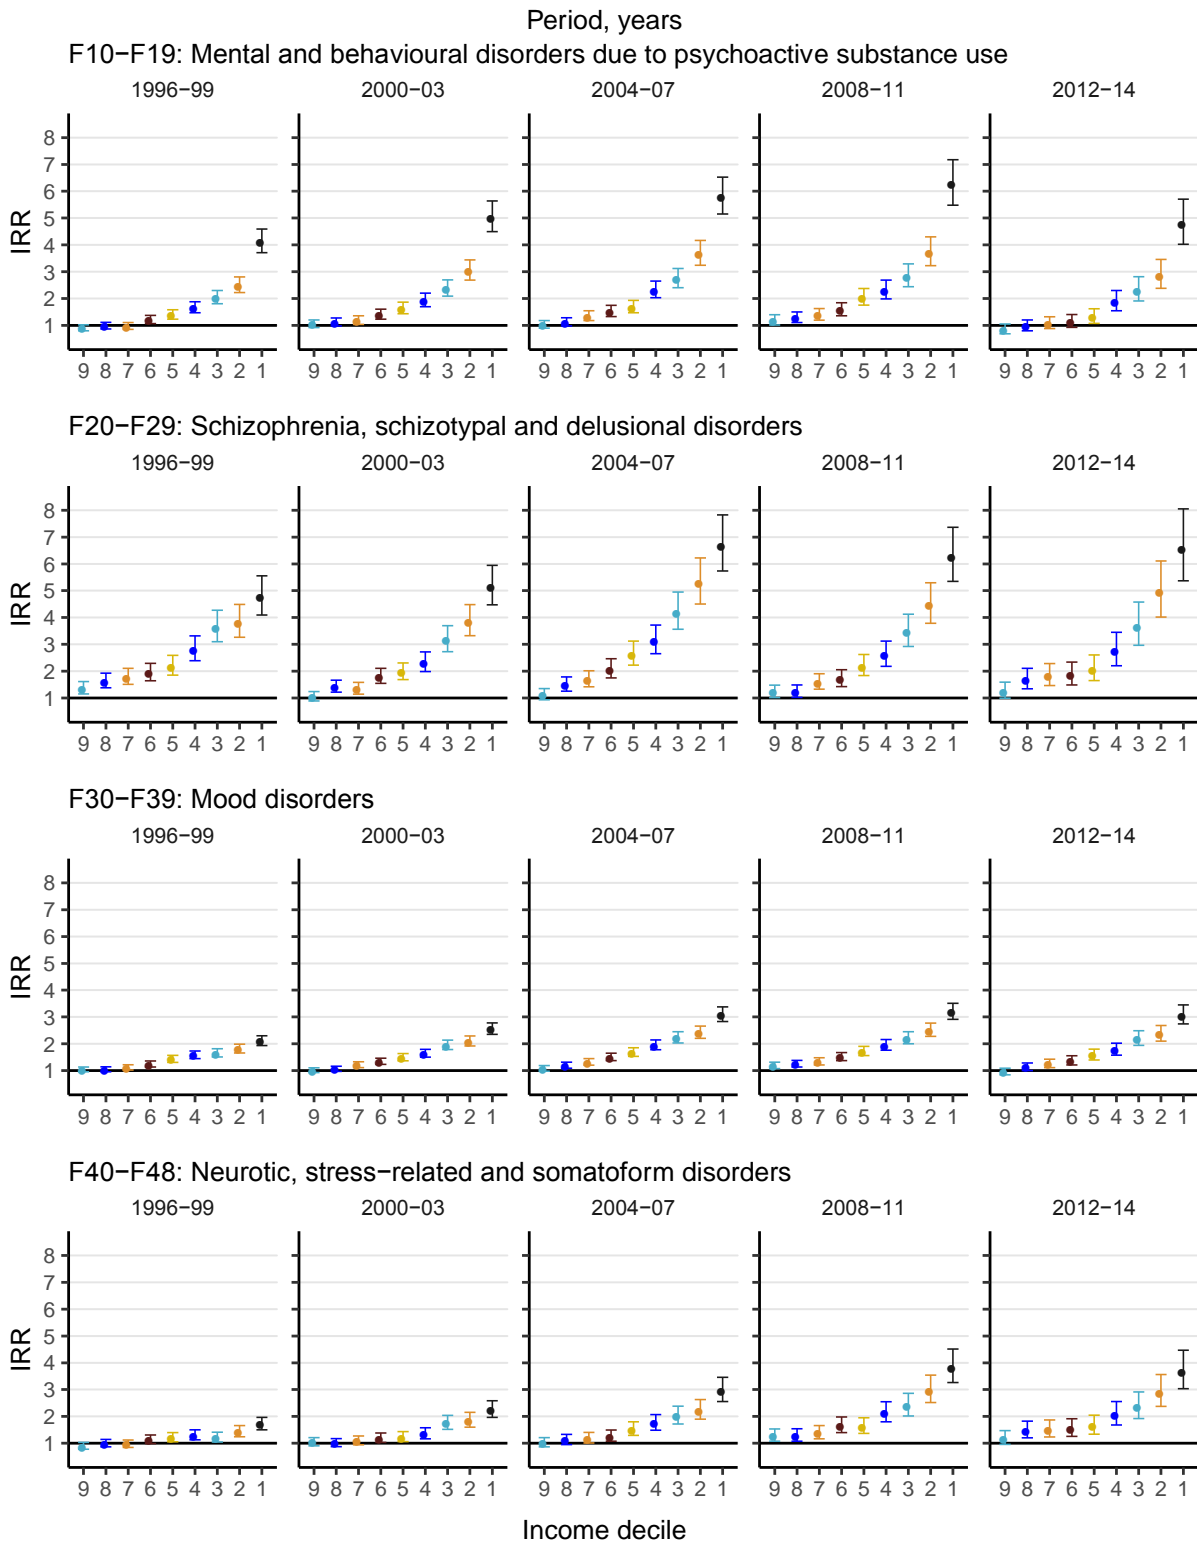 Period, years
F10−F19: Mental and behavioural disorders due to psychoactive substance use
1996−99 2000−03 2004−07 2008−11 2012−14
8
7
6
5
4
3
2
1
IRR
9 8 7 6 5 4 3 2 1 9 8 7 6 5 4 3 2 1 9 8 7 6 5 4 3 2 1 9 8 7 6 5 4 3 2 1 9 8 7 6 5 4 3 2 1
F20−F29: Schizophrenia, schizotypal and delusional disorders
1996−99 2000−03 2004−07 2008−11 2012−14
8
7
6
5
4
3
2
1
IRR
9 8 7 6 5 4 3 2 1 9 8 7 6 5 4 3 2 1 9 8 7 6 5 4 3 2 1 9 8 7 6 5 4 3 2 1 9 8 7 6 5 4 3 2 1
F30−F39: Mood disorders
1996−99 2000−03 2004−07 2008−11 2012−14
8
7
6
5
4
3
2
1
IRR
9 8 7 6 5 4 3 2 1 9 8 7 6 5 4 3 2 1 9 8 7 6 5 4 3 2 1 9 8 7 6 5 4 3 2 1 9 8 7 6 5 4 3 2 1
F40−F48: Neurotic, stress−related and somatoform disorders
1996−99 2000−03 2004−07 2008−11 2012−14
8
7
6
5
4
3
2
1
IRR
9 8 7 6 5 4 3 2 1 9 8 7 6 5 4 3 2 1 9 8 7 6 5 4 3 2 1 9 8 7 6 5 4 3 2 1 9 8 7 6 5 4 3 2 1
Income decile